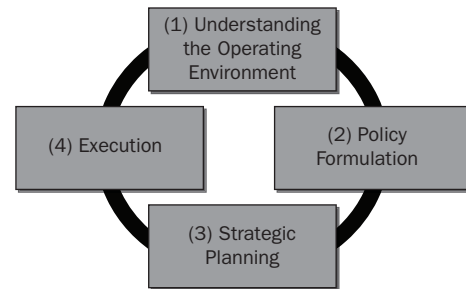 (1) Understanding
the Operating
Environment
(2) Policy
Formulation
(3) Strategic
Planning
(4) Execution